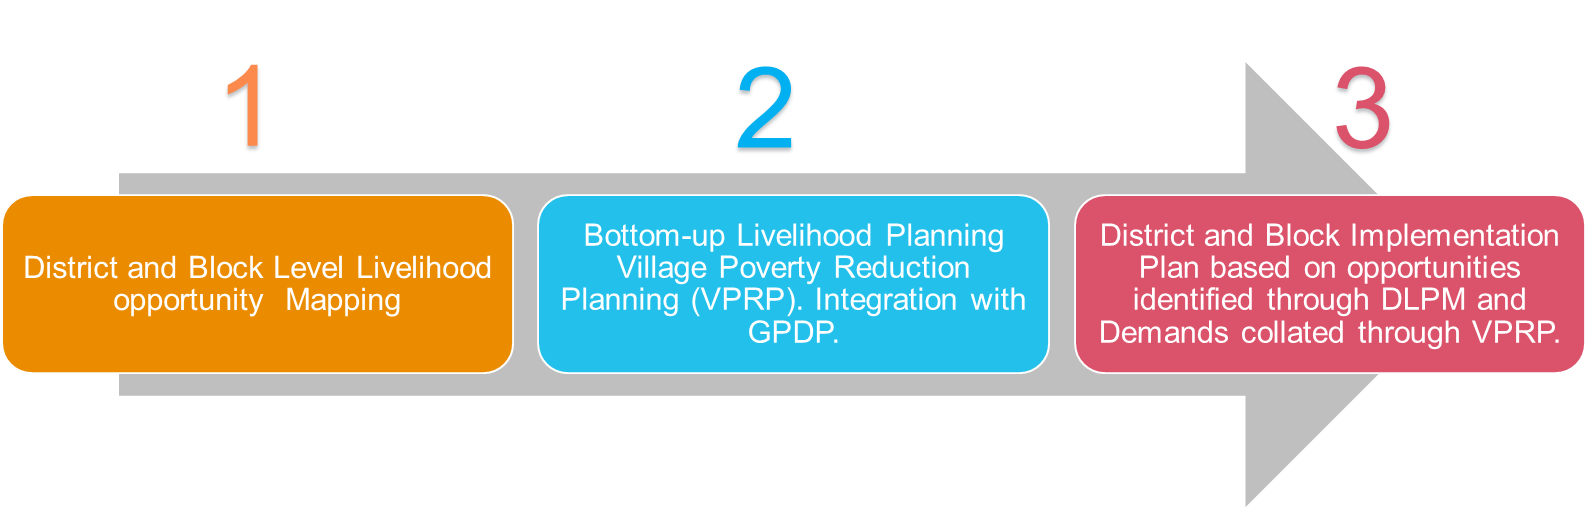 1
2
3
District and Block Level Livelihood
opportunity Mapping
Bottom-up Livelihood Planning
Village Poverty Reduction
Planning (VPRP). Integration with
GPDP.
District and Block Implementation
Plan based on opportunities
identified through DLPM and
Demands collated through VPRP.